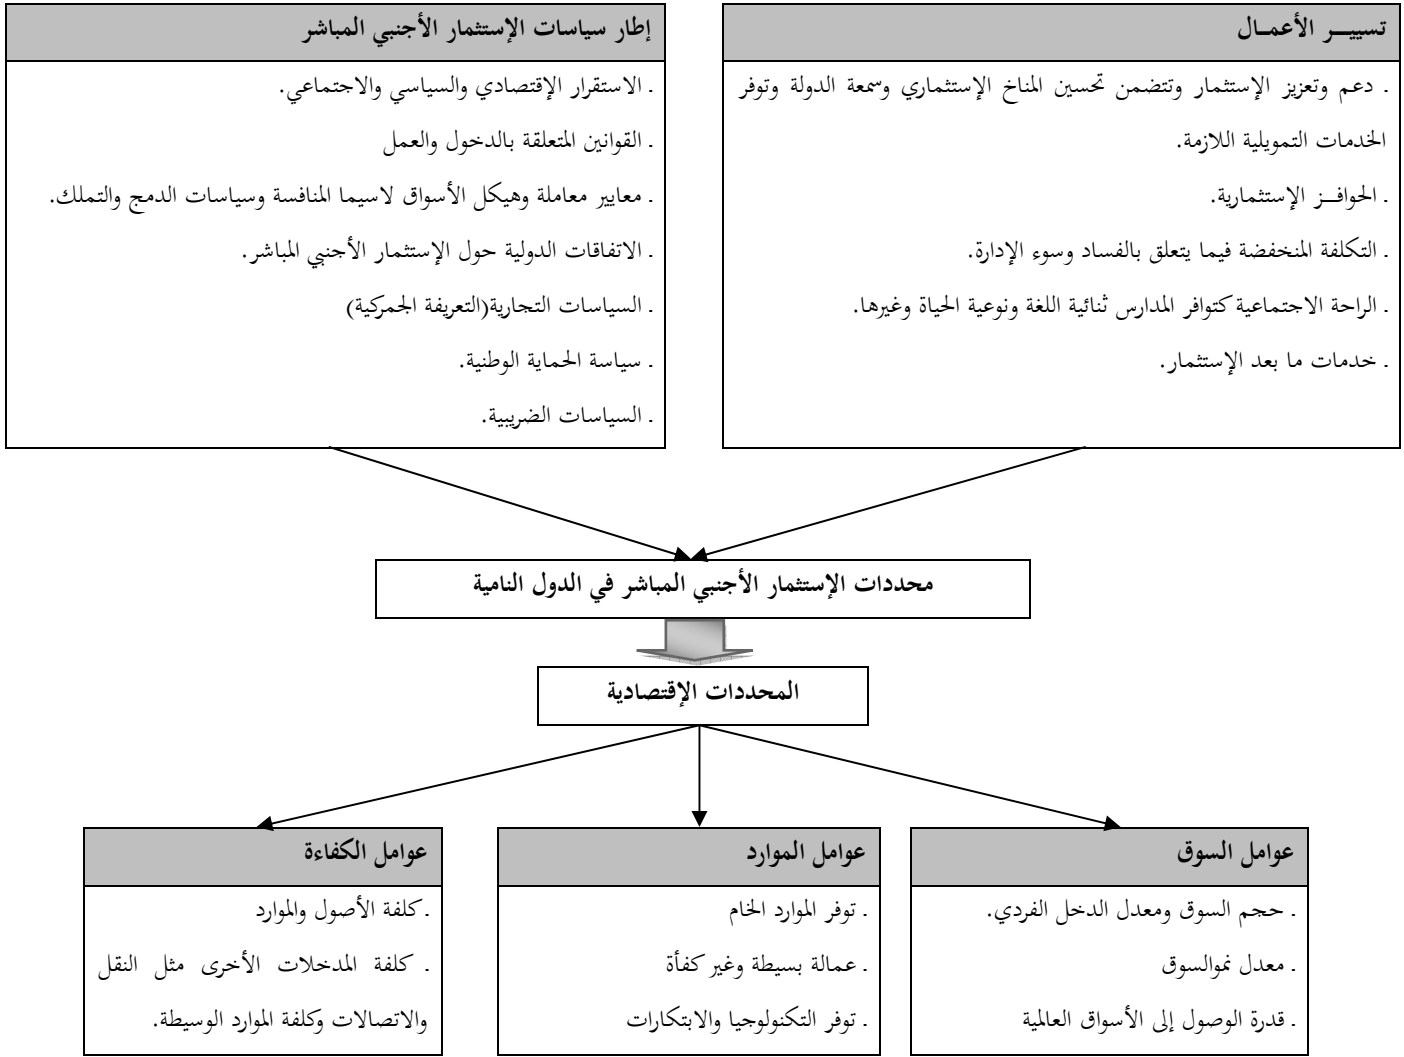 تسييــر الأعمـال
ـ دعم وتعزيز الإستثمار وتتضمن تحسين المناخ الإستثماري وسمعة الدولة وتوفر
الخدمات التمويلية اللازمة.
ـ الحوافــز الإستثمارية.
ـ التكلفة المنخفضة فيما يتعلق بالفساد وسوء الإدارة.
ـ الراحة الاجتماعية كتوافر المدارس ثنائية اللغة ونوعية الحياة وغيرها.
ـ خدمات ما بعد الإستثمار.
إطار سياسات الإستثمار الأجنبي المباشر
ـ الاستقرار الإقتصادي والسياسي والاجتماعي.
ـ القوانين المتعلقة بالدخول والعمل
ـ معايير معاملة وهيكل الأسواق لاسيما المنافسة وسياسات الدمج والتملك.
ـ الاتفاقات الدولية حول الإستثمار الأجنبي المباشر.
ـ السياسات التجارية(التعريفة الجمركية)
ـ سياسة الحماية الوطنية.
ـ السياسات الضريبية.
محددات الإستثمار الأجنبي المباشر في الدول النامية
المحددات الإقتصادية
عوامل السوق
ـ حجم السوق ومعدل الدخل الفردي.
ـ معدل نموالسوق
ـ قدرة الوصول إلى الأسواق العالمية
عوامل الموارد
ـ توفر الموارد الخام
ـ عمالة بسيطة وغير كفأة
ـ توفر التكنولوجيا والابتكارات
عوامل الكفاءة
ـ كلفة الأصول والموارد
ـ كلفة المدخلات الأخرى مثل النقل
والاتصالات وكلفة الموارد الوسيطة.